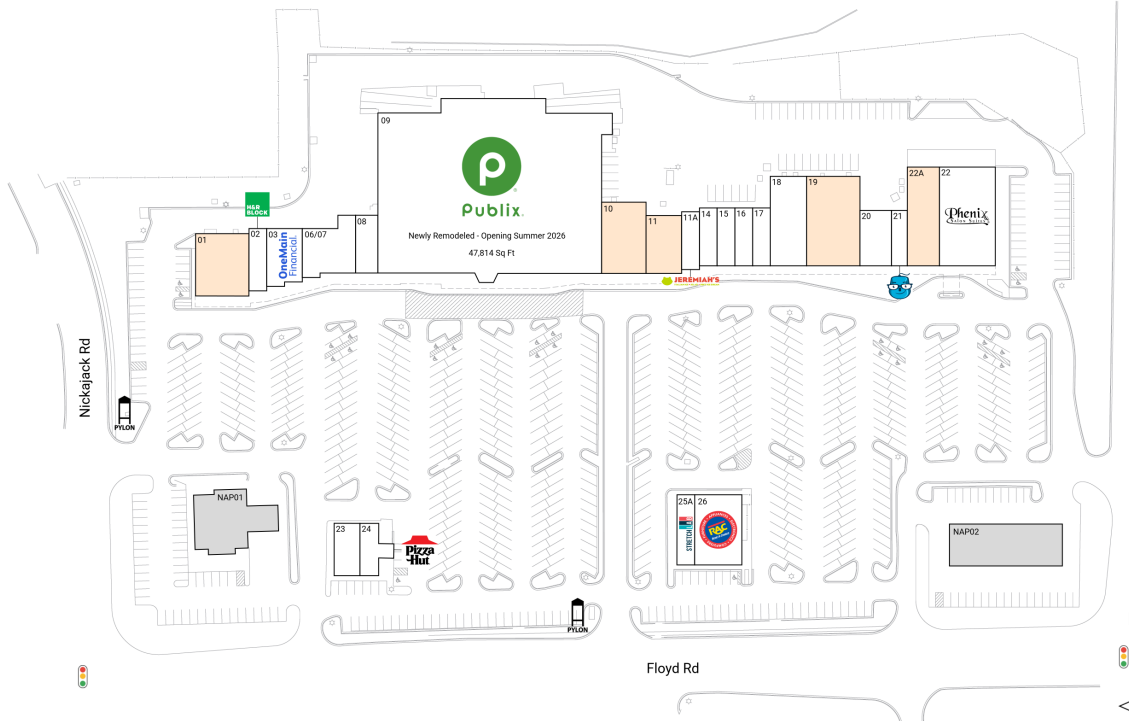 09
Publix.
Newly Remodeled - Opening Summer 2026
47,814 Sq Ft
H&R
BLOCK
01
02
03
OneMain
Financial.
06/07
08
10
11
11A
JEREMIAH'S
14
15
16
17
18
19
20
21
22A
22
Phenix
Salon Suites
Nickajack Rd
PYLON
NAP01
23
24
Pizza
Hut
25A
26
STRETCH
RAC
NAP02
PYLON
Floyd Rd